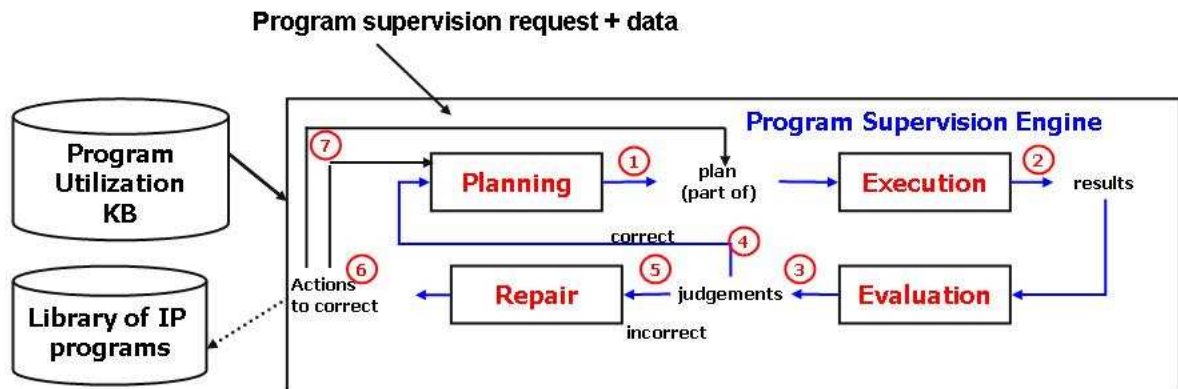 Program supervision request + data
Program Supervision Engine
Program
Utilization
KB
7
Planning
1
plan
(part of)
Execution
2
results
correct
4
Actions
to correct
6
Repair
5
judgements
3
Evaluation
incorrect
Library of IP
programs